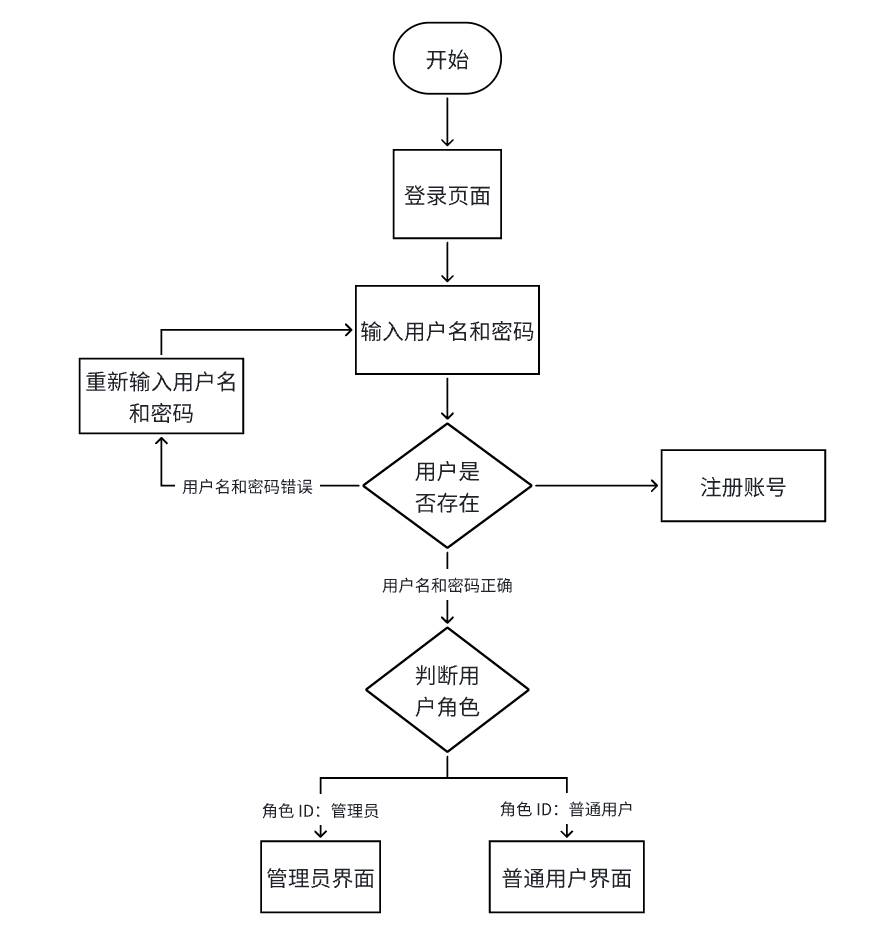 开始
登录页面
输入用户名和密码
重新输入用户名
和密码
用户是
否存在
用户名和密码错误
注册账号
用户名和密码正确
判断用
户角色
角色 ID：管理员
角色 ID：普通用户
管理员界面
普通用户界面